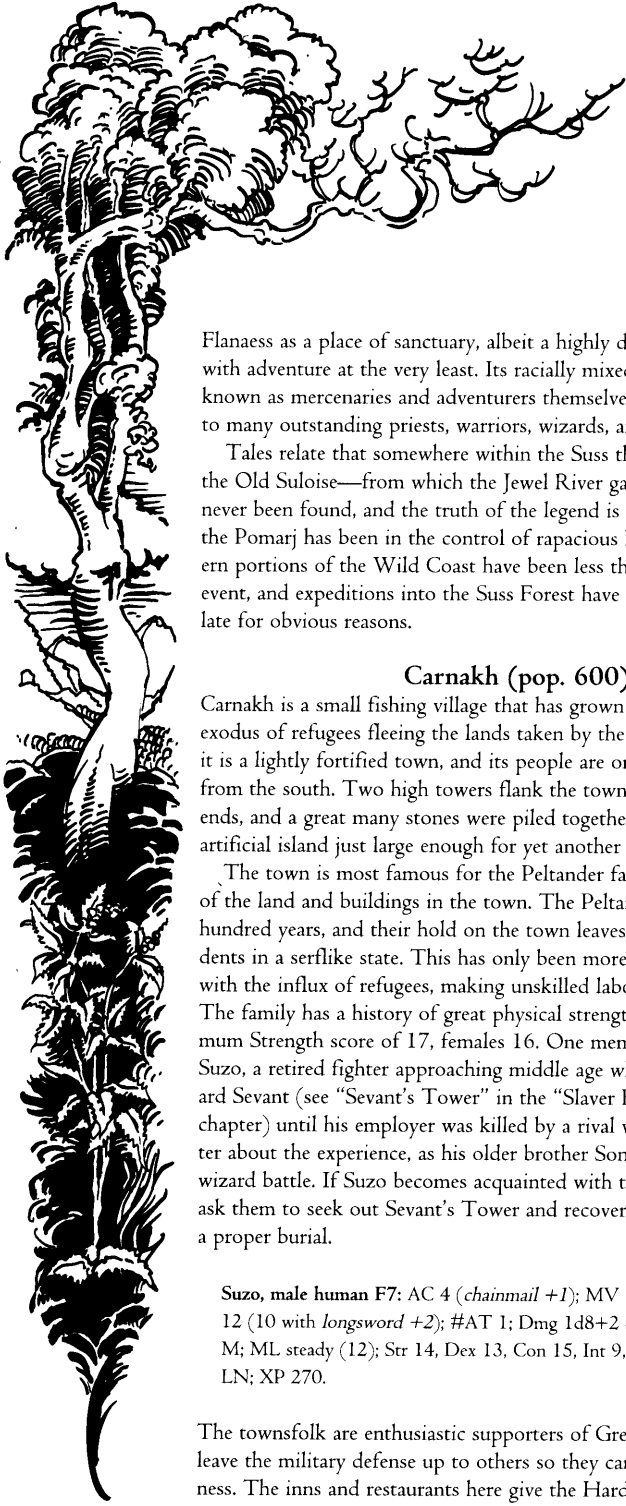 Flanaess as a place of sanctuary, albeit a highly
with adventure at the very least. Its racially
known as mercenaries and adventurers
to many outstanding priests, warriors, wizards,
Tales relate that somewhere within the Suss
the Old Suloise—from which the Jewel River
never been found, and the truth of the legend is
the Pomarj has been in the control of rapacious
ern portions of the Wild Coast have been less
event, and expeditions into the Suss Forest have
late for obvious reasons.
Carnakh (pop. 600)
Carnakh is a small fishing village that has grown
exodus of refugees fleeing the lands taken by the
it is a lightly fortified town, and its people are
from the south. Two high towers flank the town
ends, and a great many stones were piled
artificial island just large enough for yet another
The town is most famous for the Peltander
of the land and buildings in the town. The
hundred years, and their hold on the town leaves
dents in a serflike state. This has only been more
with the influx of refugees, making unskilled
The family has a history of great physical
mum Strength score of 17, females 16. One
Suzo, a retired fighter approaching middle age
ard Sevant (see "Sevant's Tower" in the "Slaver
chapter) until his employer was killed by a rival
ter about the experience, as his older brother
wizard battle. If Suzo becomes acquainted with
ask them to seek out Sevant's Tower and recover
a proper burial.
Suzo, male human F7: AC 4 (chainmail +1); MV
12 (10 with longsword +2); #AT 1; Dmg 1d8+2
M; ML steady (12); Str 14, Dex 13, Con 15, Int 9,
LN; XP 270.
The townsfolk are enthusiastic supporters of
leave the military defense up to others so they
ness. The inns and restaurants here give the